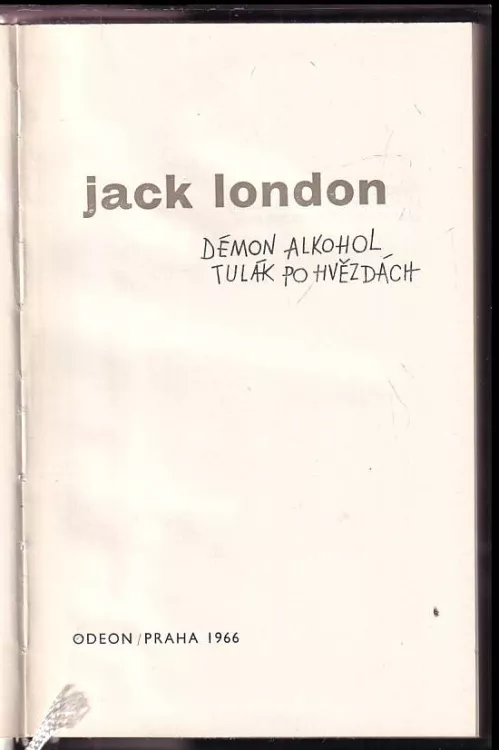 jack london
DÉMON ALKOHOL
TULÁK PO HVĚZDÁCH
ODEON/PRAHA 1966